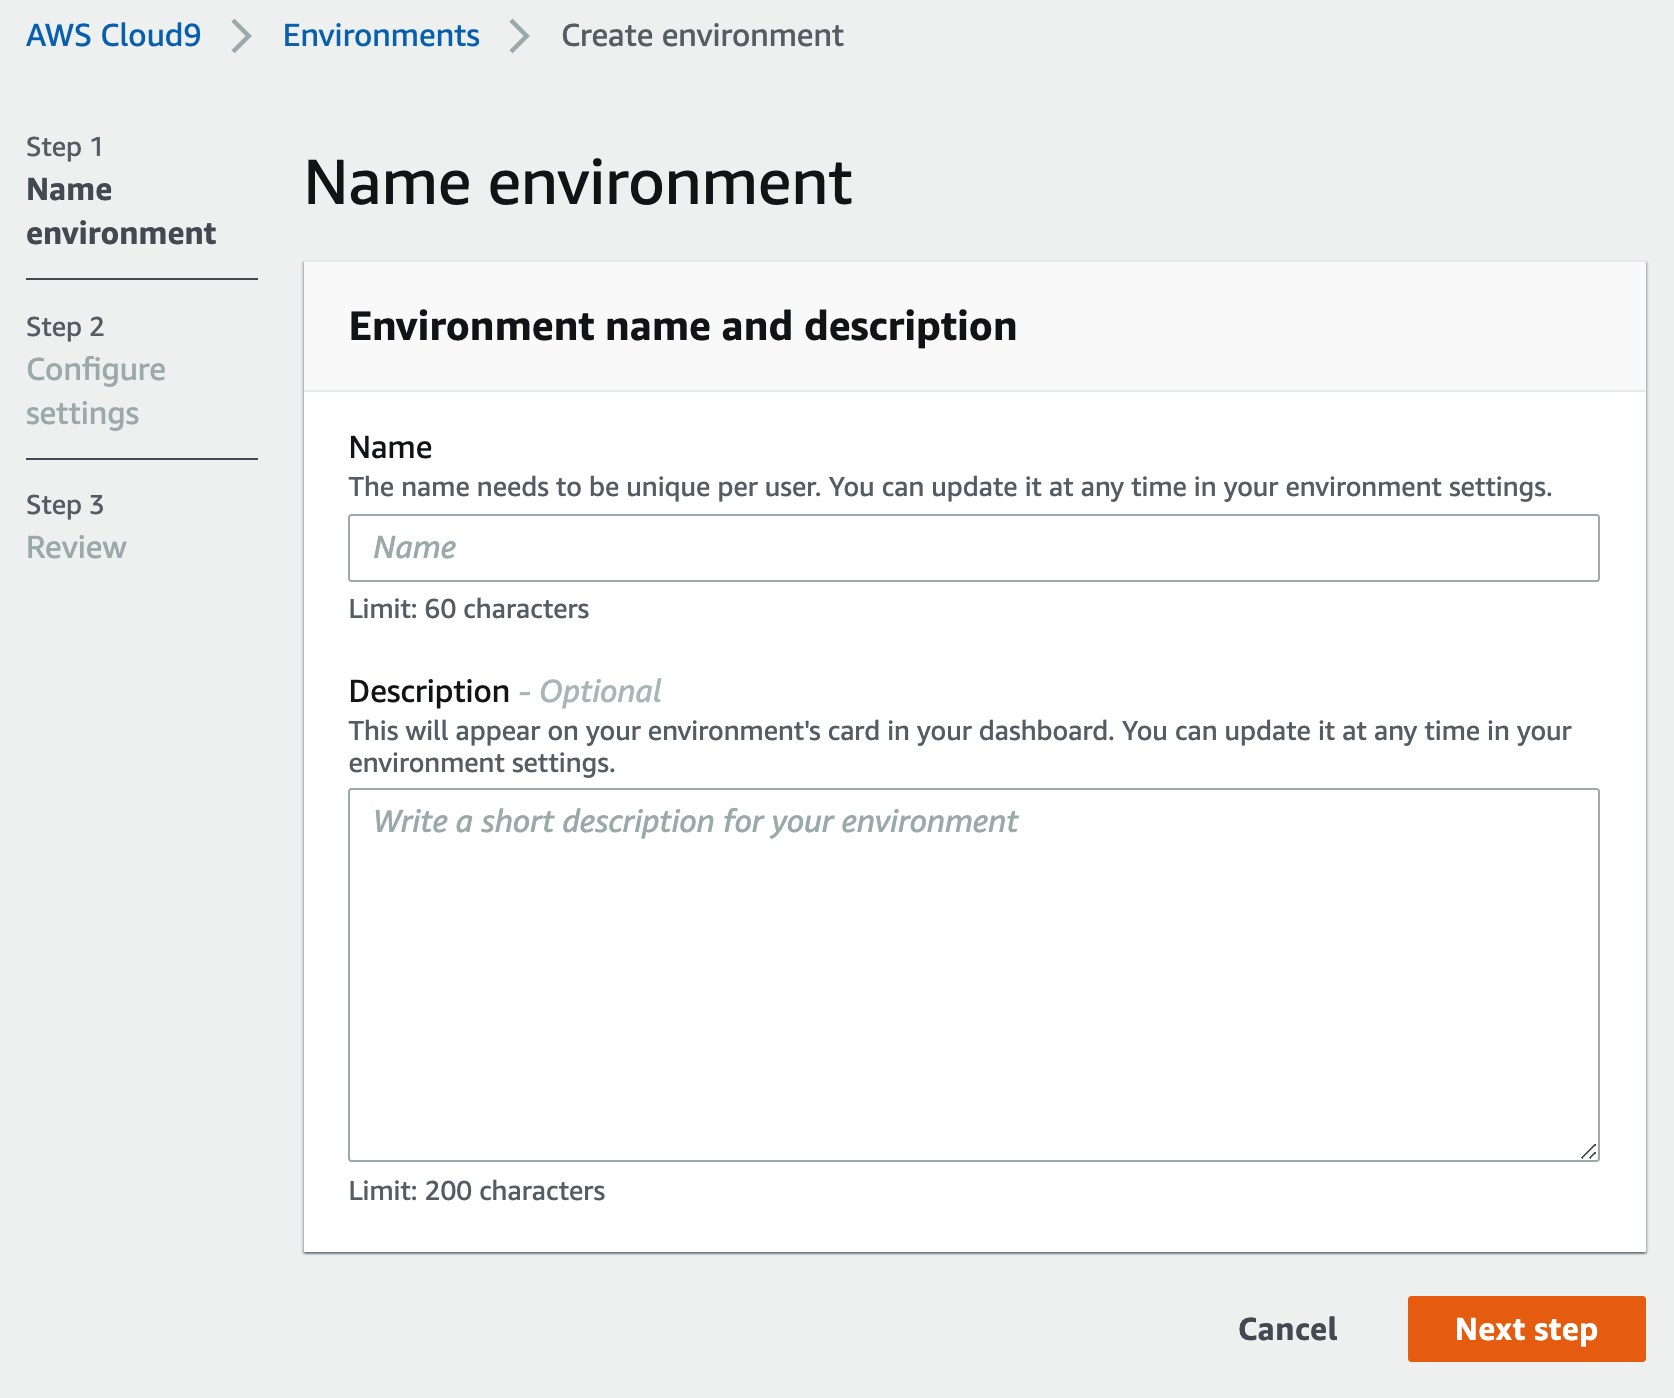 AWS Cloud9 > Environments > Create environment
Step 1
Name
environment
Step 2
Configure
settings
Step 3
Review
Name environment
Environment name and description
Name
The name needs to be unique per user. You can update it at any time in your environment settings.
Name
Limit: 60 characters
Description - Optional
This will appear on your environment's card in your dashboard. You can update it at any time in your
environment settings.
Write a short description for your environment
Limit: 200 characters
Cancel
Next step